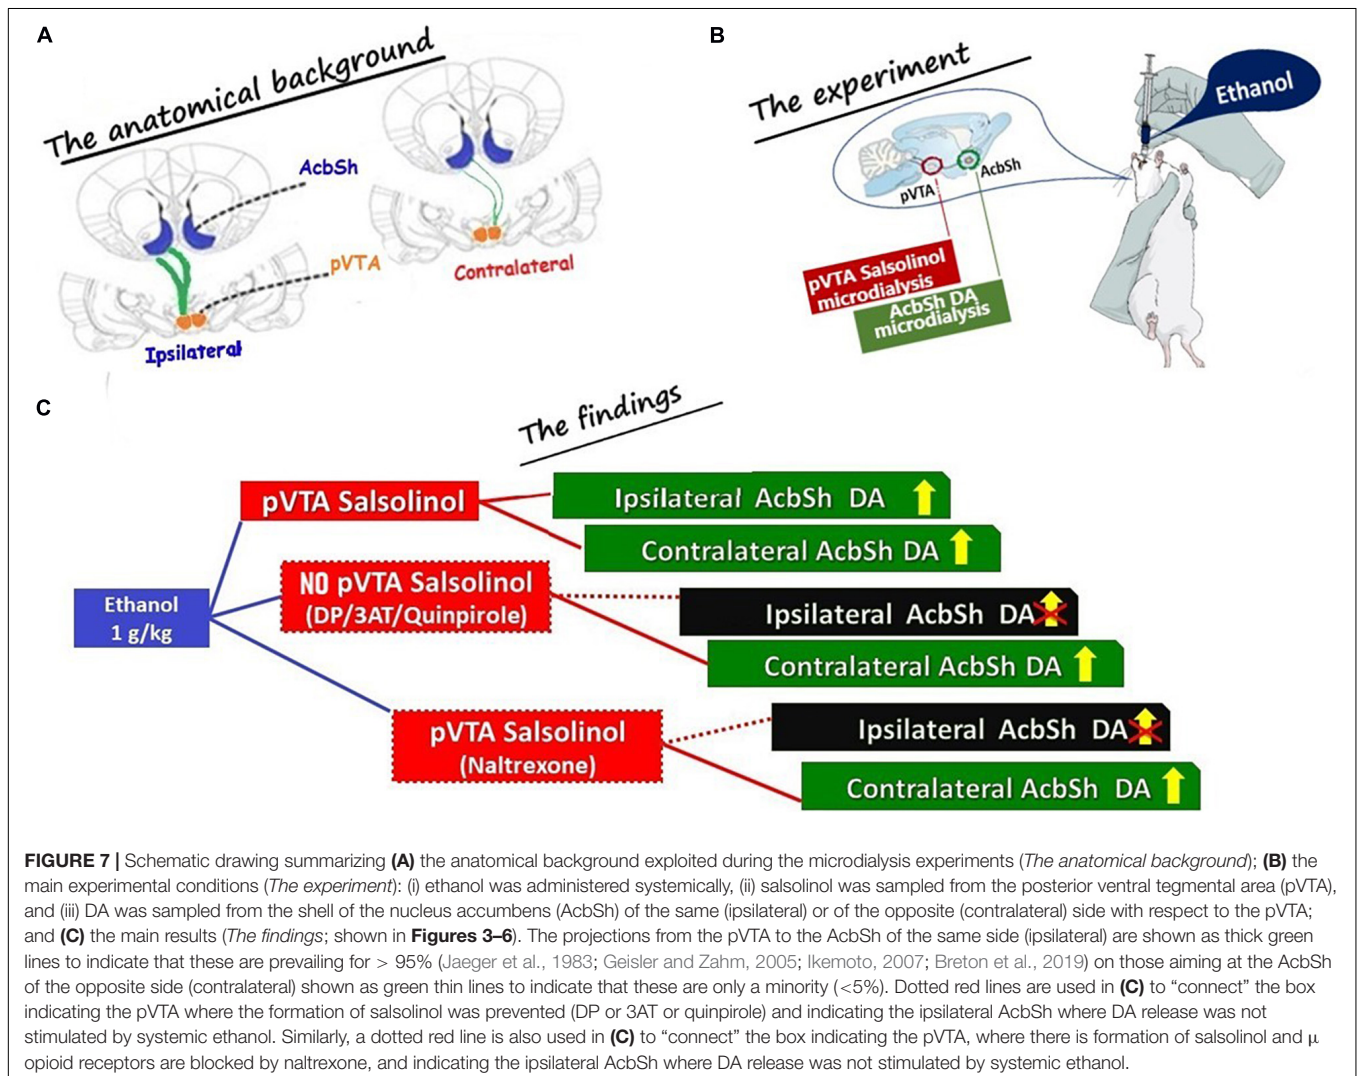 A
The anatomical background
AcbSh
pVTA
Contralateral
Ipsilateral
B
The experiment
Ethanol
pVTA
AcbSh
pVTA Salsolinol
microdialysis
AcbSh DA
microdialysis
C
The findings
pVTA Salsolinol
Ipsilateral AcbSh DA
Contralateral AcbSh DA
Ethanol
1 g/kg
NO pVTA Salsolinol
(DP/3AT/Quinpirole)
Ipsilateral AcbSh DA
Contralateral AcbSh DA
pVTA Salsolinol
(Naltrexone)
Ipsilateral AcbSh DA
Contralateral AcbSh DA
FIGURE 7 | Schematic drawing summarizing (A) the anatomical background exploited during the microdialysis experiments (The anatomical background); (B) the
main experimental conditions (The experiment): (i) ethanol was administered systemically, (ii) salsolinol was sampled from the posterior ventral tegmental area (pVTA),
and (iii) DA was sampled from the shell of the nucleus accumbens (AcbSh) of the same (ipsilateral) or of the opposite (contralateral) side with respect to the pVTA;
and (C) the main results (The findings; shown in Figures 3–6). The projections from the pVTA to the AcbSh of the same side (ipsilateral) are shown as thick green
lines to indicate that these are prevailing for > 95% (Jaeger et al., 1983; Geisler and Zahm, 2005; Ikemoto, 2007; Breton et al., 2019) on those aiming at the AcbSh
of the opposite side (contralateral) shown as green thin lines to indicate that these are only a minority (<5%). Dotted red lines are used in (C) to “connect” the box
indicating the pVTA where the formation of salsolinol was prevented (DP or 3AT or quinpirole) and indicating the ipsilateral AcbSh where DA release was not
stimulated by systemic ethanol. Similarly, a dotted red line is also used in (C) to “connect” the box indicating the pVTA, where there is formation of salsolinol and μ
opioid receptors are blocked by naltrexone, and indicating the ipsilateral AcbSh where DA release was not stimulated by systemic ethanol.